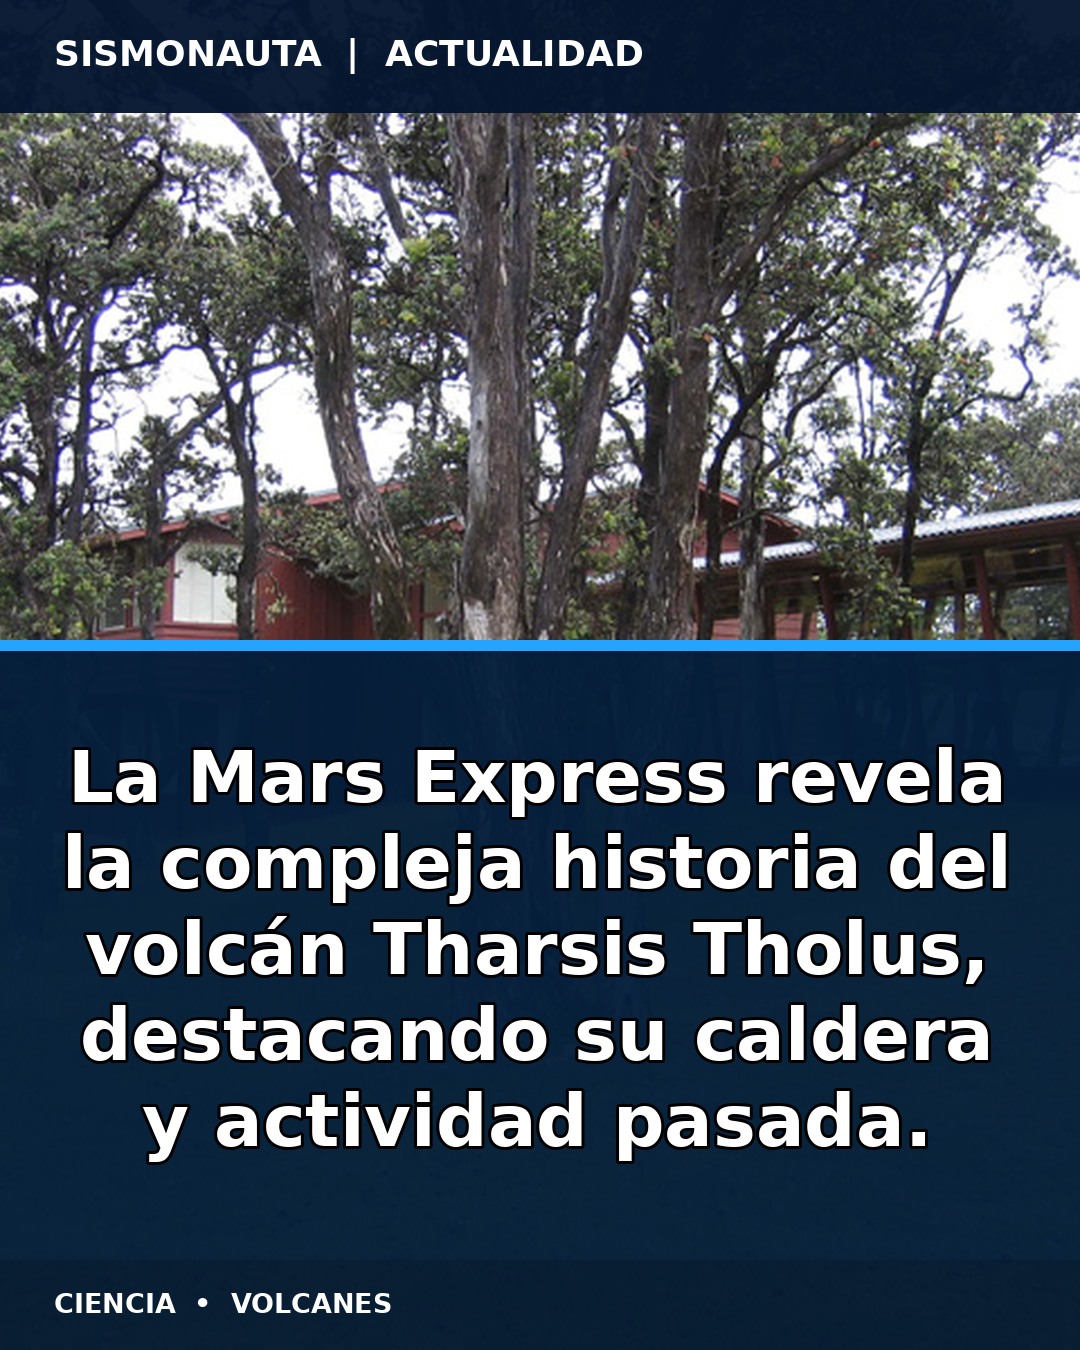 SISMONAUTA | ACTUALIDAD
La Mars Express revela
la compleja historia del
volcán Tharsis Tholus,
destacando su caldera
y actividad pasada.
CIENCIA • VOLCANES